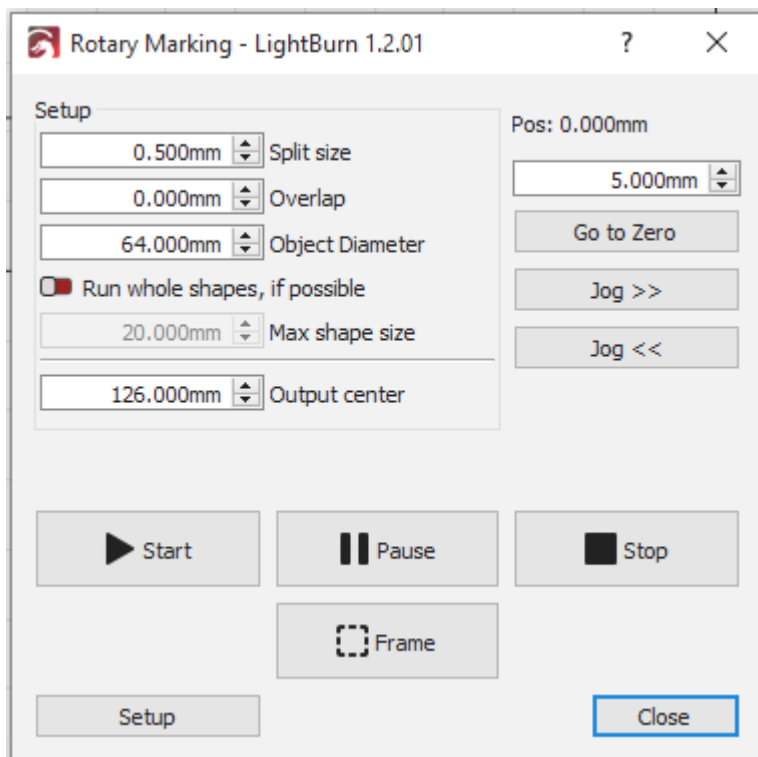 Rotary Marking - LightBurn 1.2.01 ?
Setup
0.500mm Split size
0.000mm Overlap
64.000mm Object Diameter
Run whole shapes, if possible
20.000mm Max shape size
126.000mm Output center
Pos: 0.000mm
5.000mm
Go to Zero
Jog >>
Jog <<
Start
Pause
Stop
Frame
Setup
Close